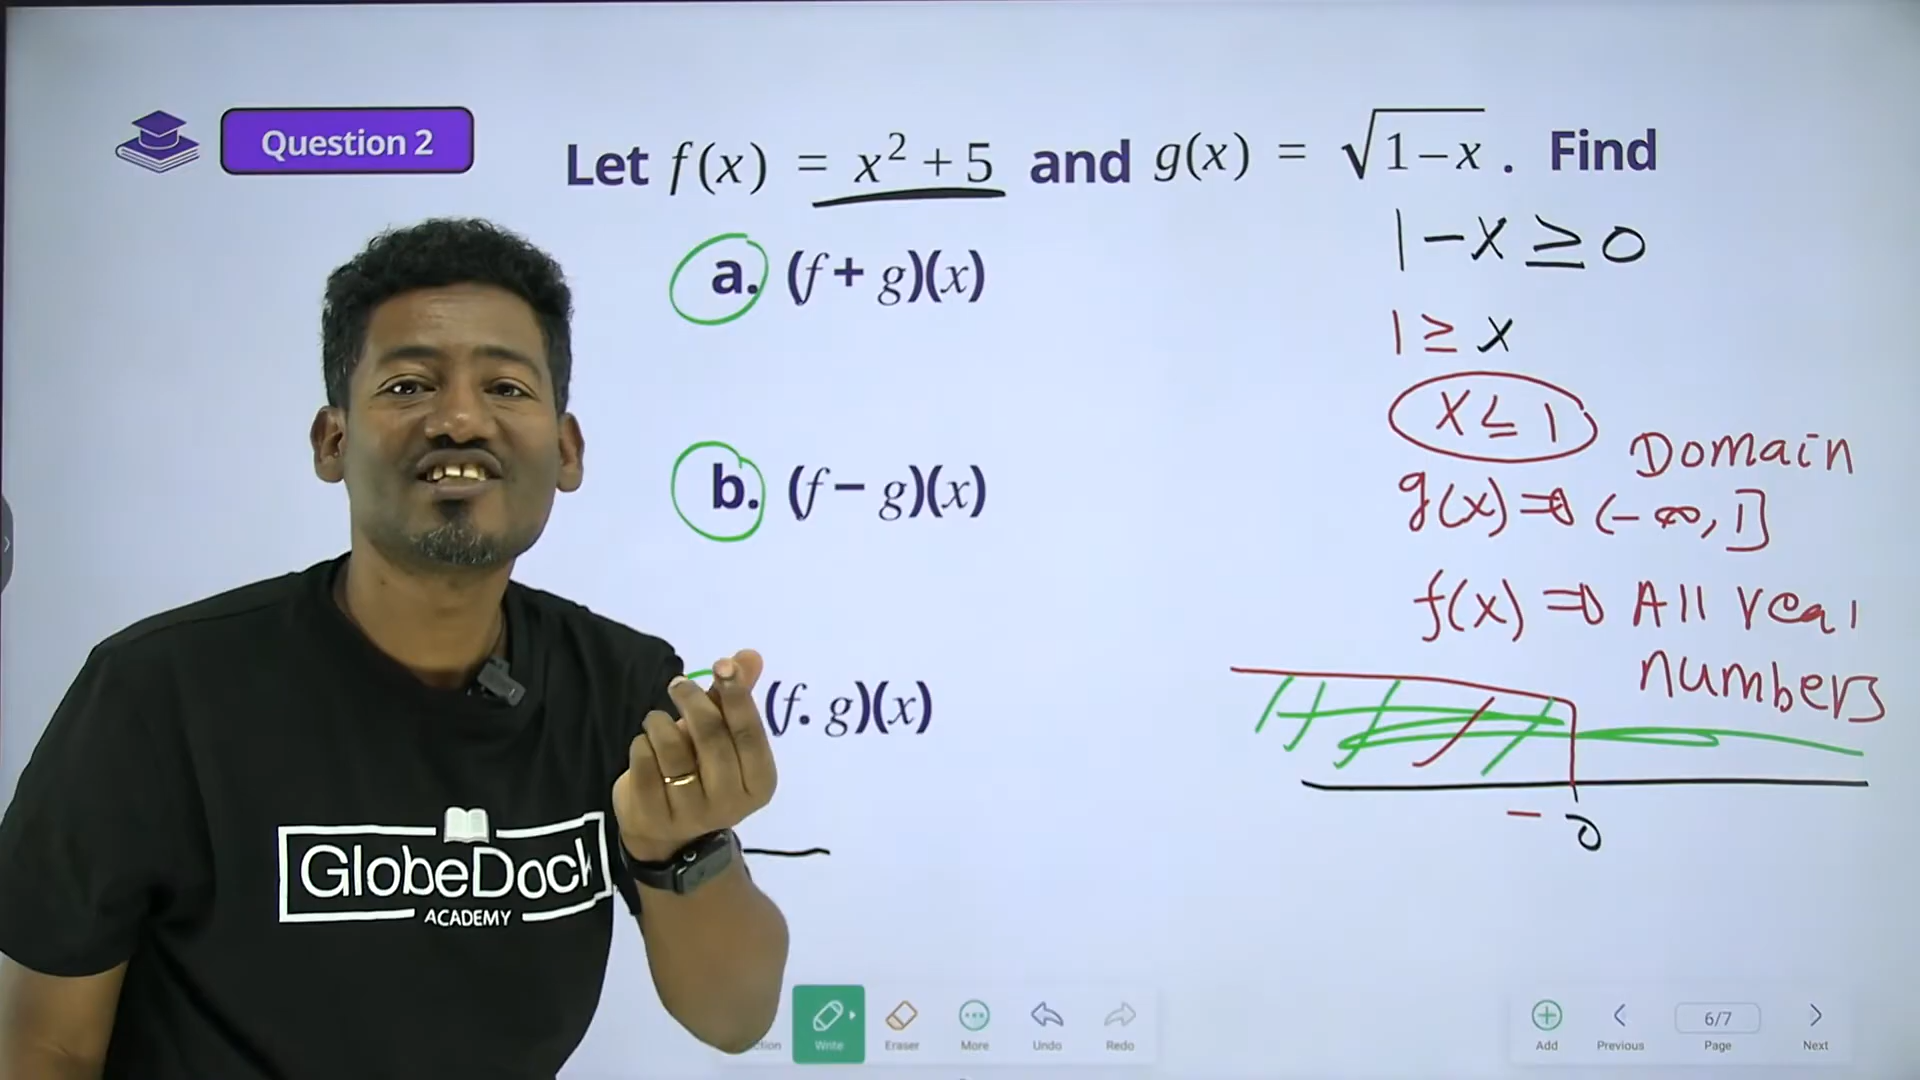 Question 2
Let f(x) = x² + 5 and g(x) = √1−x . Find
1 − x ≥ 0
a. (f + g)(x)
1 ≥ x
x ≤ 1
Domain
b. (f − g)(x)
g(x) ⇒ (−∞, 1]
f(x) ⇒ All real
numbers
(f. g)(x)
− 0
GlobeDock
ACADEMY
Write
Eraser
More
Undo
Redo
Add
Previous
6/7
Page
Next